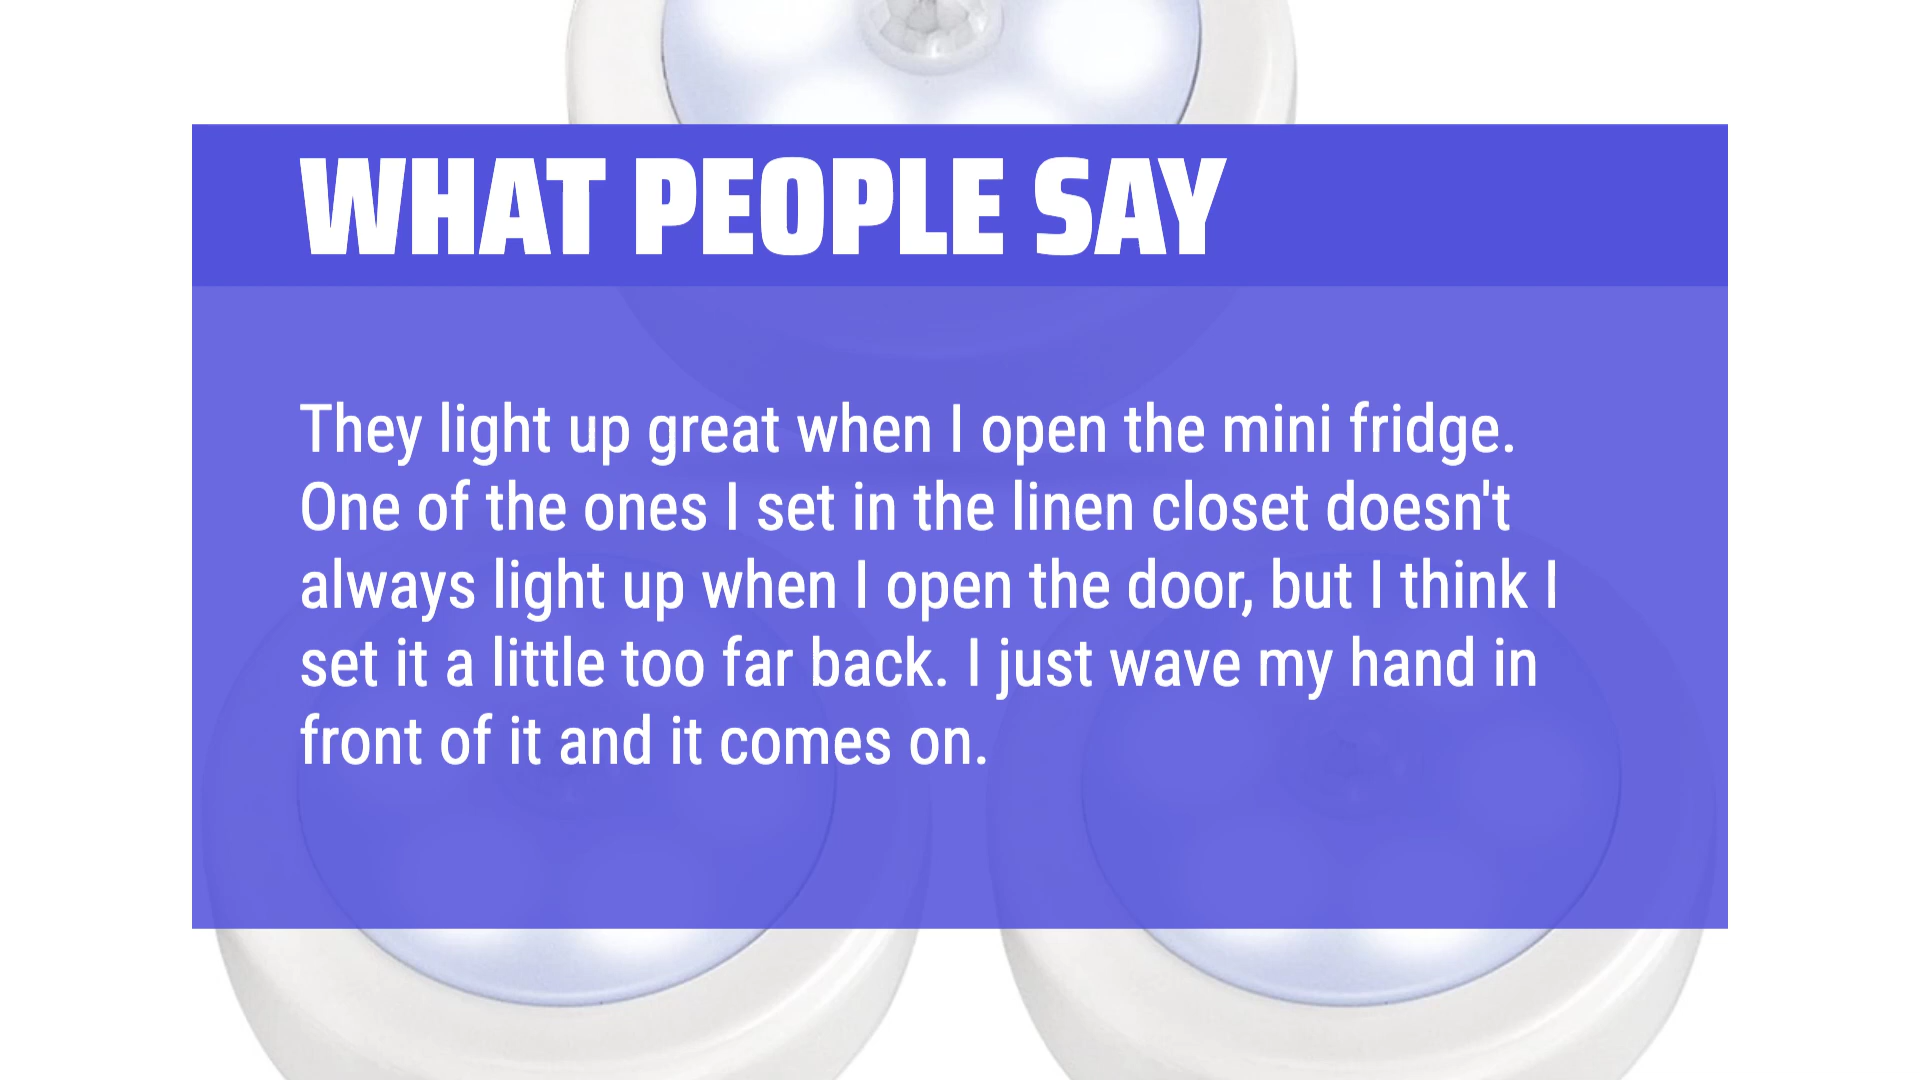 WHAT PEOPLE SAY
They light up great when I open the mini fridge.
One of the ones I set in the linen closet doesn't
always light up when I open the door, but I think I
set it a little too far back. I just wave my hand in
front of it and it comes on.